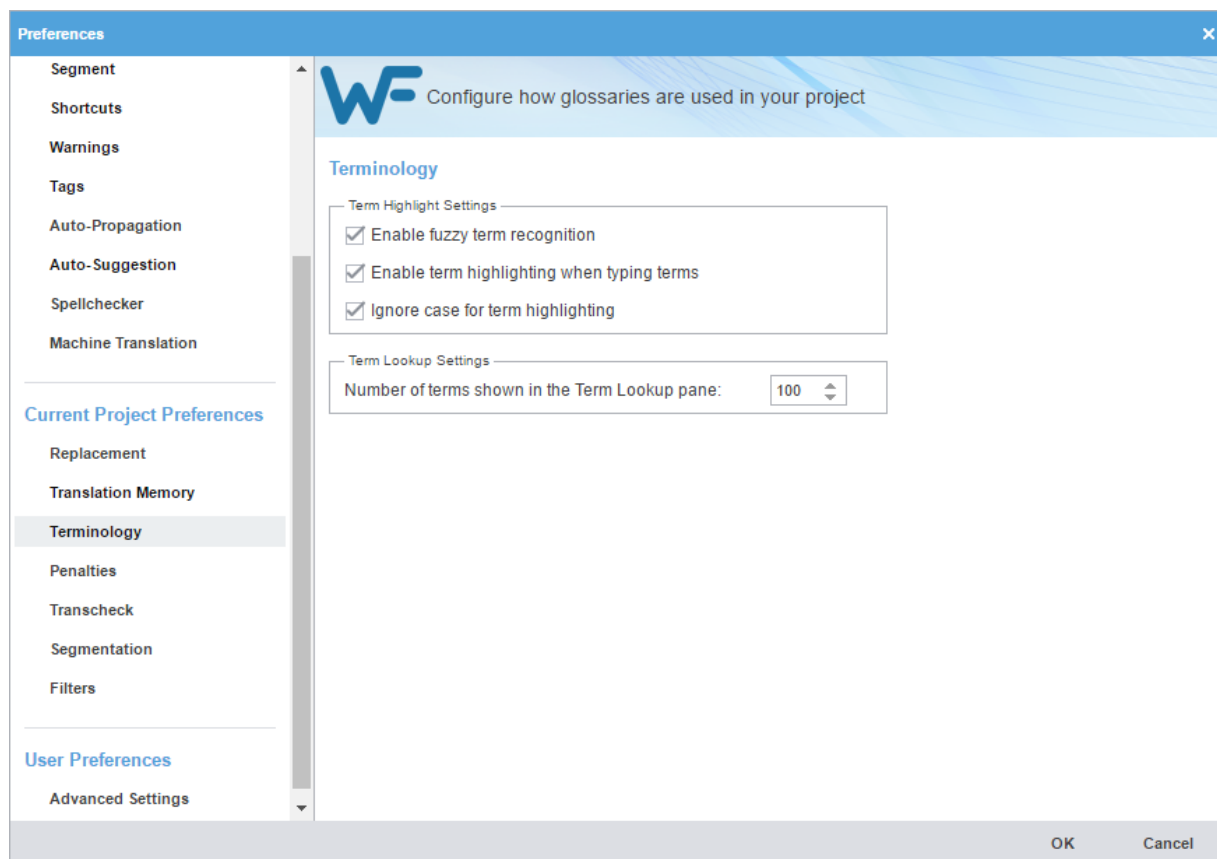 Preferences
Segment
Shortcuts
Warnings
Tags
Auto-Propagation
Auto-Suggestion
Spellchecker
Machine Translation
Current Project Preferences
Replacement
Translation Memory
Terminology
Penalties
Transcheck
Segmentation
Filters
User Preferences
Advanced Settings
WF
Configure how glossaries are used in your project
Terminology
Term Highlight Settings
Enable fuzzy term recognition
Enable term highlighting when typing terms
Ignore case for term highlighting
Term Lookup Settings
Number of terms shown in the Term Lookup pane: 100
OK Cancel